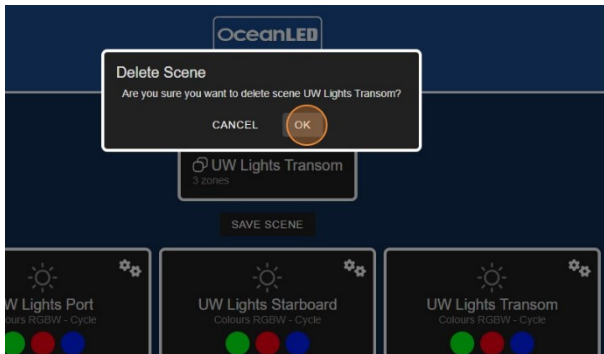 OceanLED
Delete Scene
Are you sure you want to delete scene UW Lights Transom?
CANCEL
OK
UW Lights Transom
3 zones
SAVE SCENE
W Lights Port
ours RGBW - Cycle
UW Lights Starboard
Colours RGBW - Cycle
UW Lights Transom
Colours RGBW - Cycle